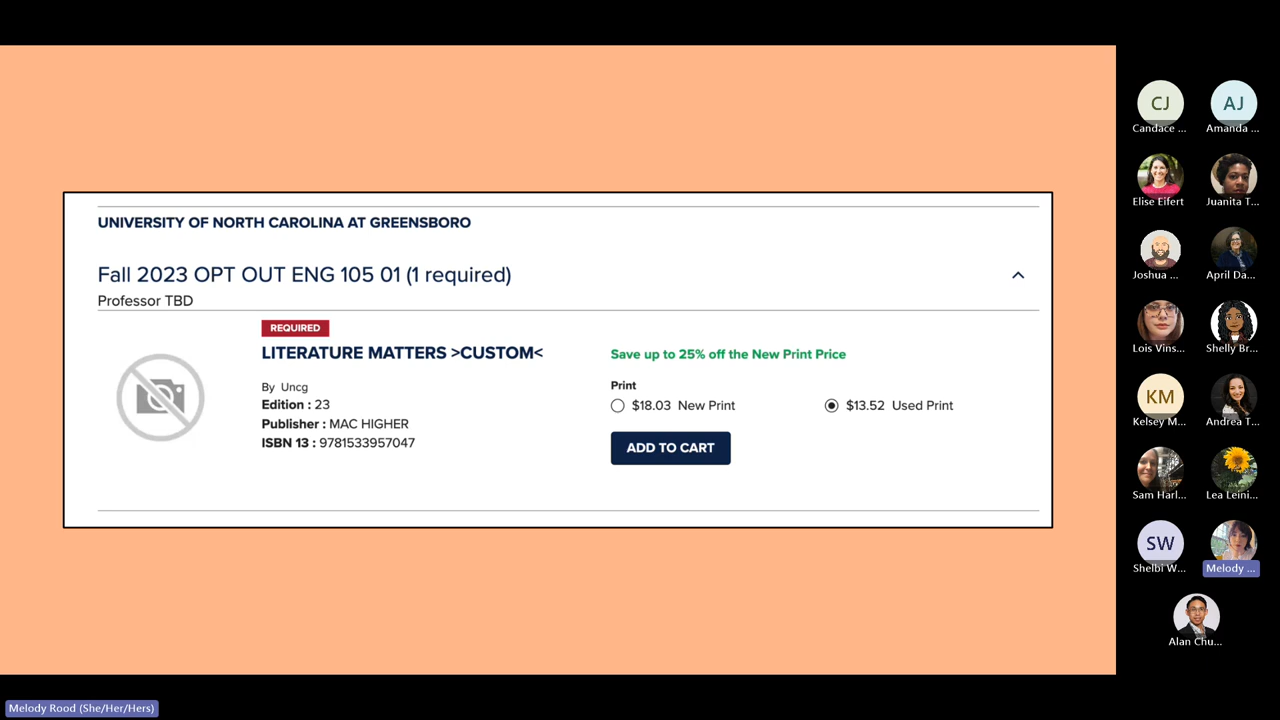 UNIVERSITY OF NORTH CAROLINA AT GREENSBORO
Fall 2023 OPT OUT ENG 105 01 (1 required)
Professor TBD
REQUIRED
LITERATURE MATTERS >CUSTOM<
By Uncg
Edition : 23
Publisher : MAC HIGHER
ISBN 13 : 9781533957047
Save up to 25% off the New Print Price
Print
$18.03 New Print
$13.52 Used Print
ADD TO CART
CJ
Candace ...
AJ
Amanda ...
Elise Eifert
Juanita T...
Joshua ...
April Da...
Lois Vins...
Shelly Br...
KM
Kelsey M...
Andrea T...
Sam Harl...
Lea Leini...
SW
Shelbi W...
Melody ...
Alan Chu...
Melody Rood (She/Her/Hers)